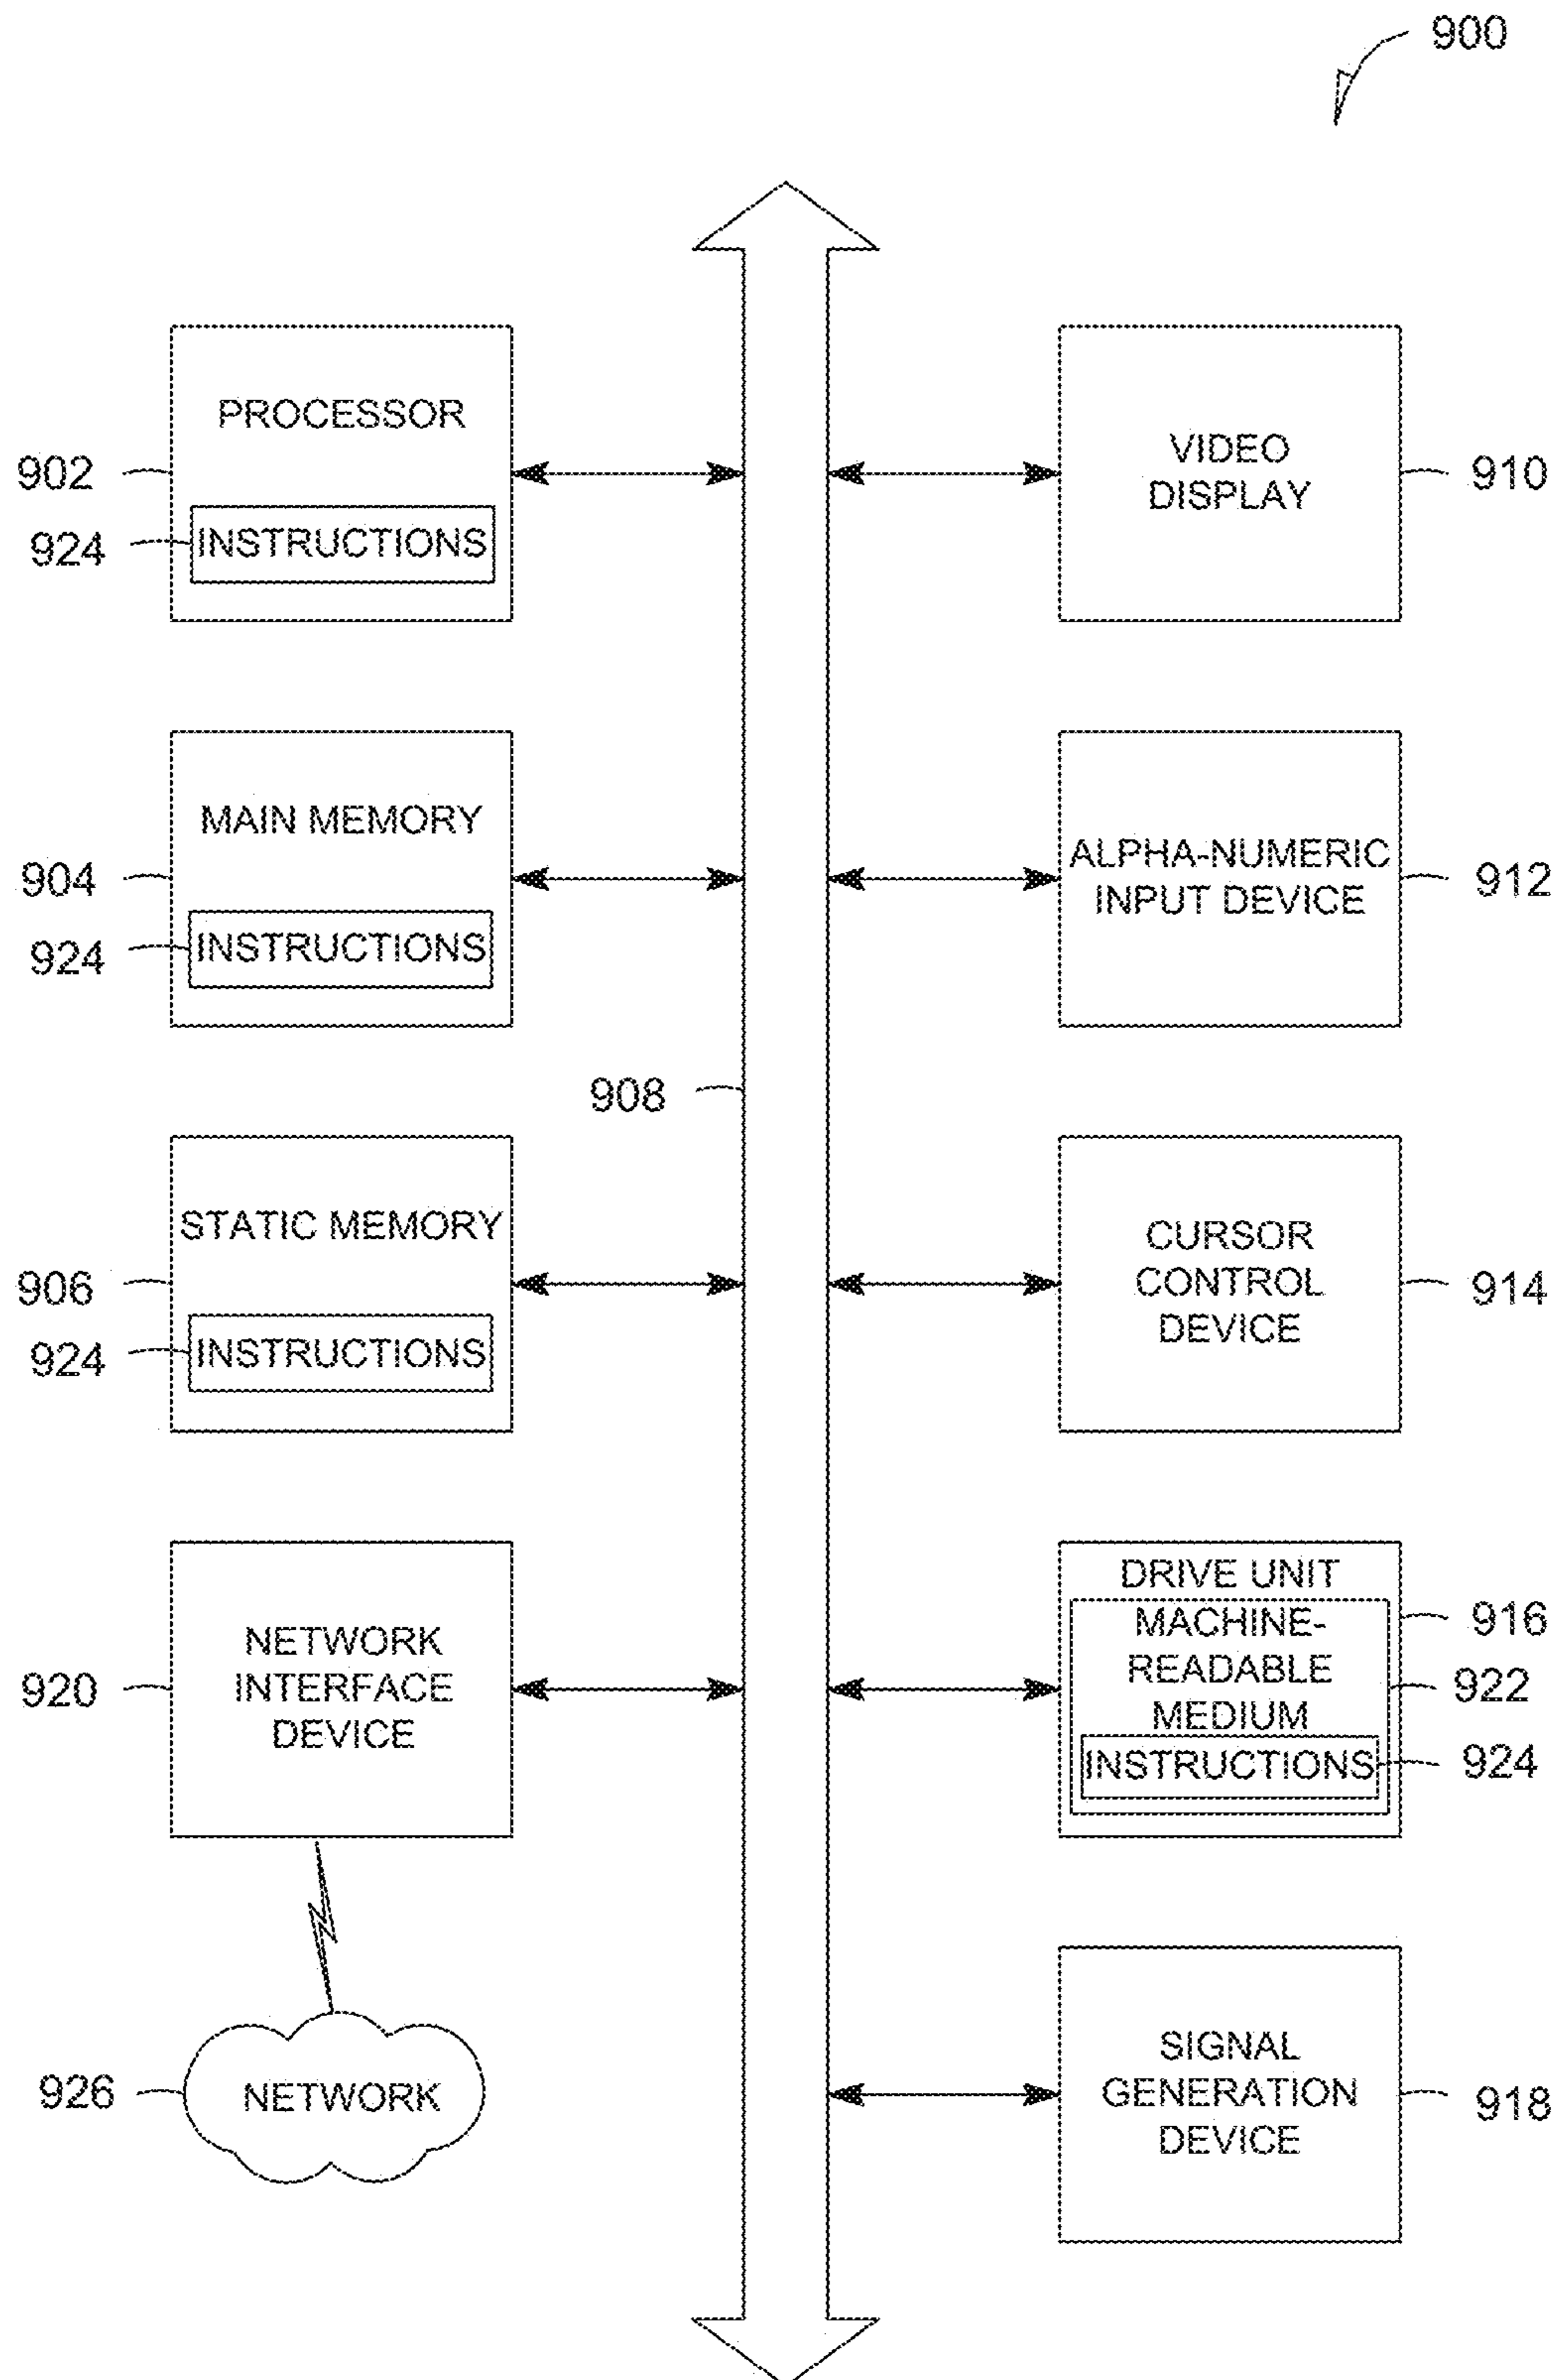 900
PROCESSOR
902
924
INSTRUCTIONS
VIDEO
DISPLAY
910
MAIN MEMORY
904
924
INSTRUCTIONS
ALPHA-NUMERIC
INPUT DEVICE
912
908
STATIC MEMORY
906
924
INSTRUCTIONS
CURSOR
CONTROL
DEVICE
914
NETWORK
INTERFACE
DEVICE
920
DRIVE UNIT
916
MACHINE-
READABLE
MEDIUM
922
INSTRUCTIONS
924
926
NETWORK
SIGNAL
GENERATION
DEVICE
918